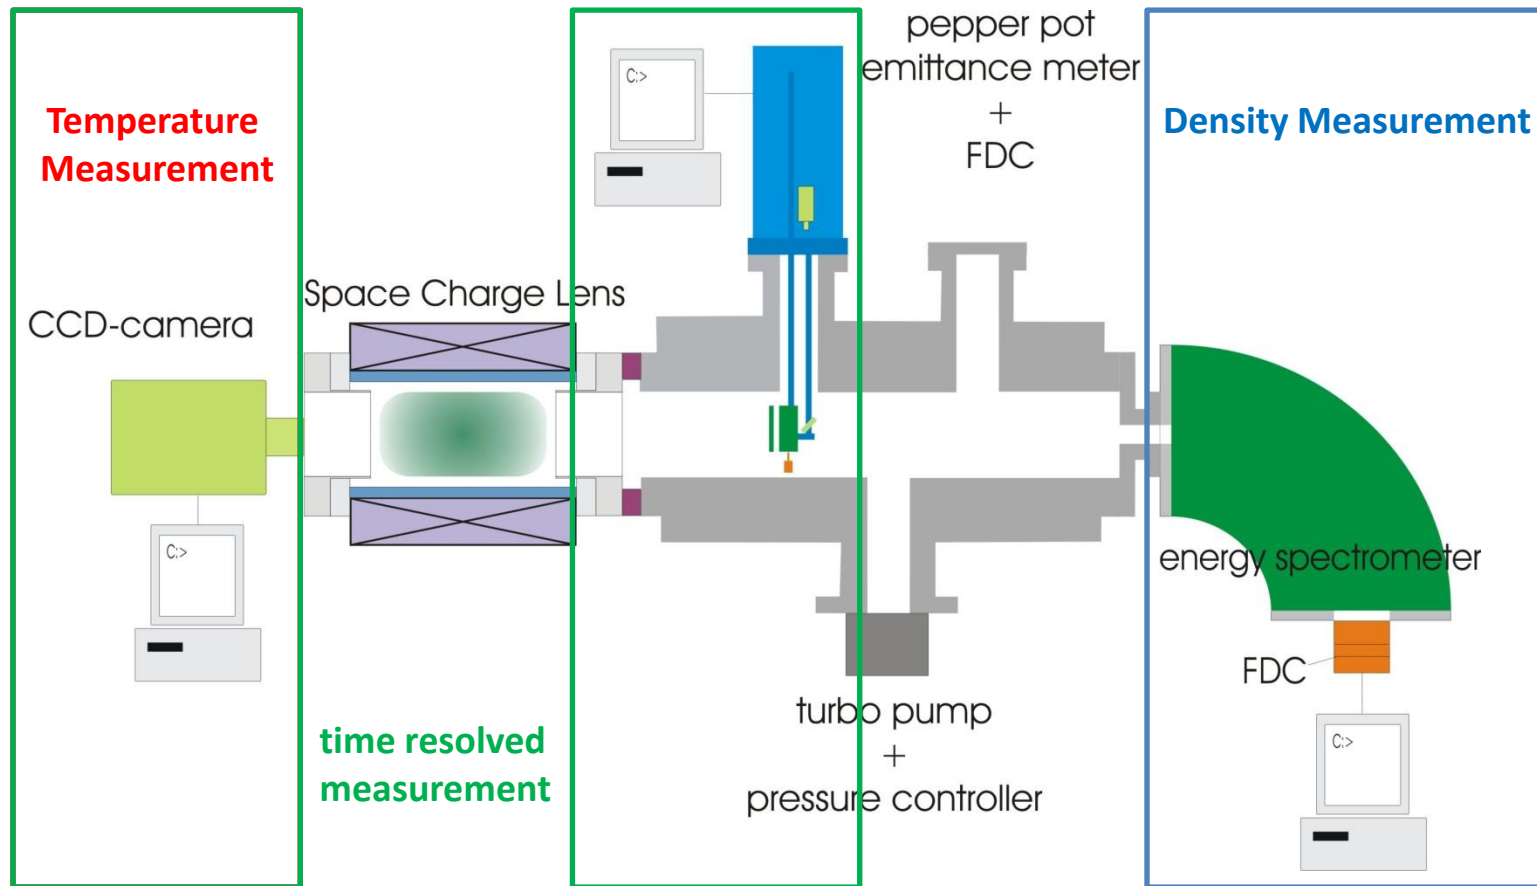 Temperature
Measurement
CCD-camera
C:>
Space Charge Lens
time resolved
measurement
C:>
pepper pot
emittance meter
+
FDC
turbo pump
+
pressure controller
Density Measurement
energy spectrometer
FDC
C:>